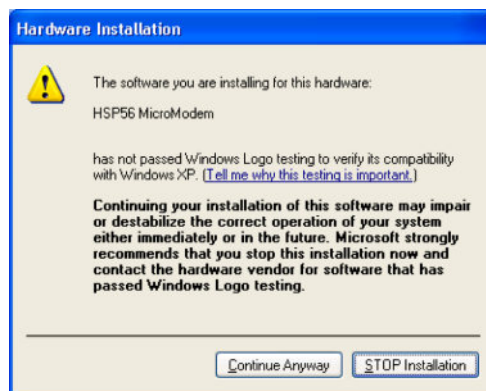 Hardware Installation
The software you are installing for this hardware:
HSP56 MicroModem
has not passed Windows Logo testing to verify its compatibility
with Windows XP. (Tell me why this testing is important.)
Continuing your installation of this software may impair
or destabilize the correct operation of your system
either immediately or in the future. Microsoft strongly
recommends that you stop this installation now and
contact the hardware vendor for software that has
passed Windows Logo testing.
Continue Anyway
STOP Installation